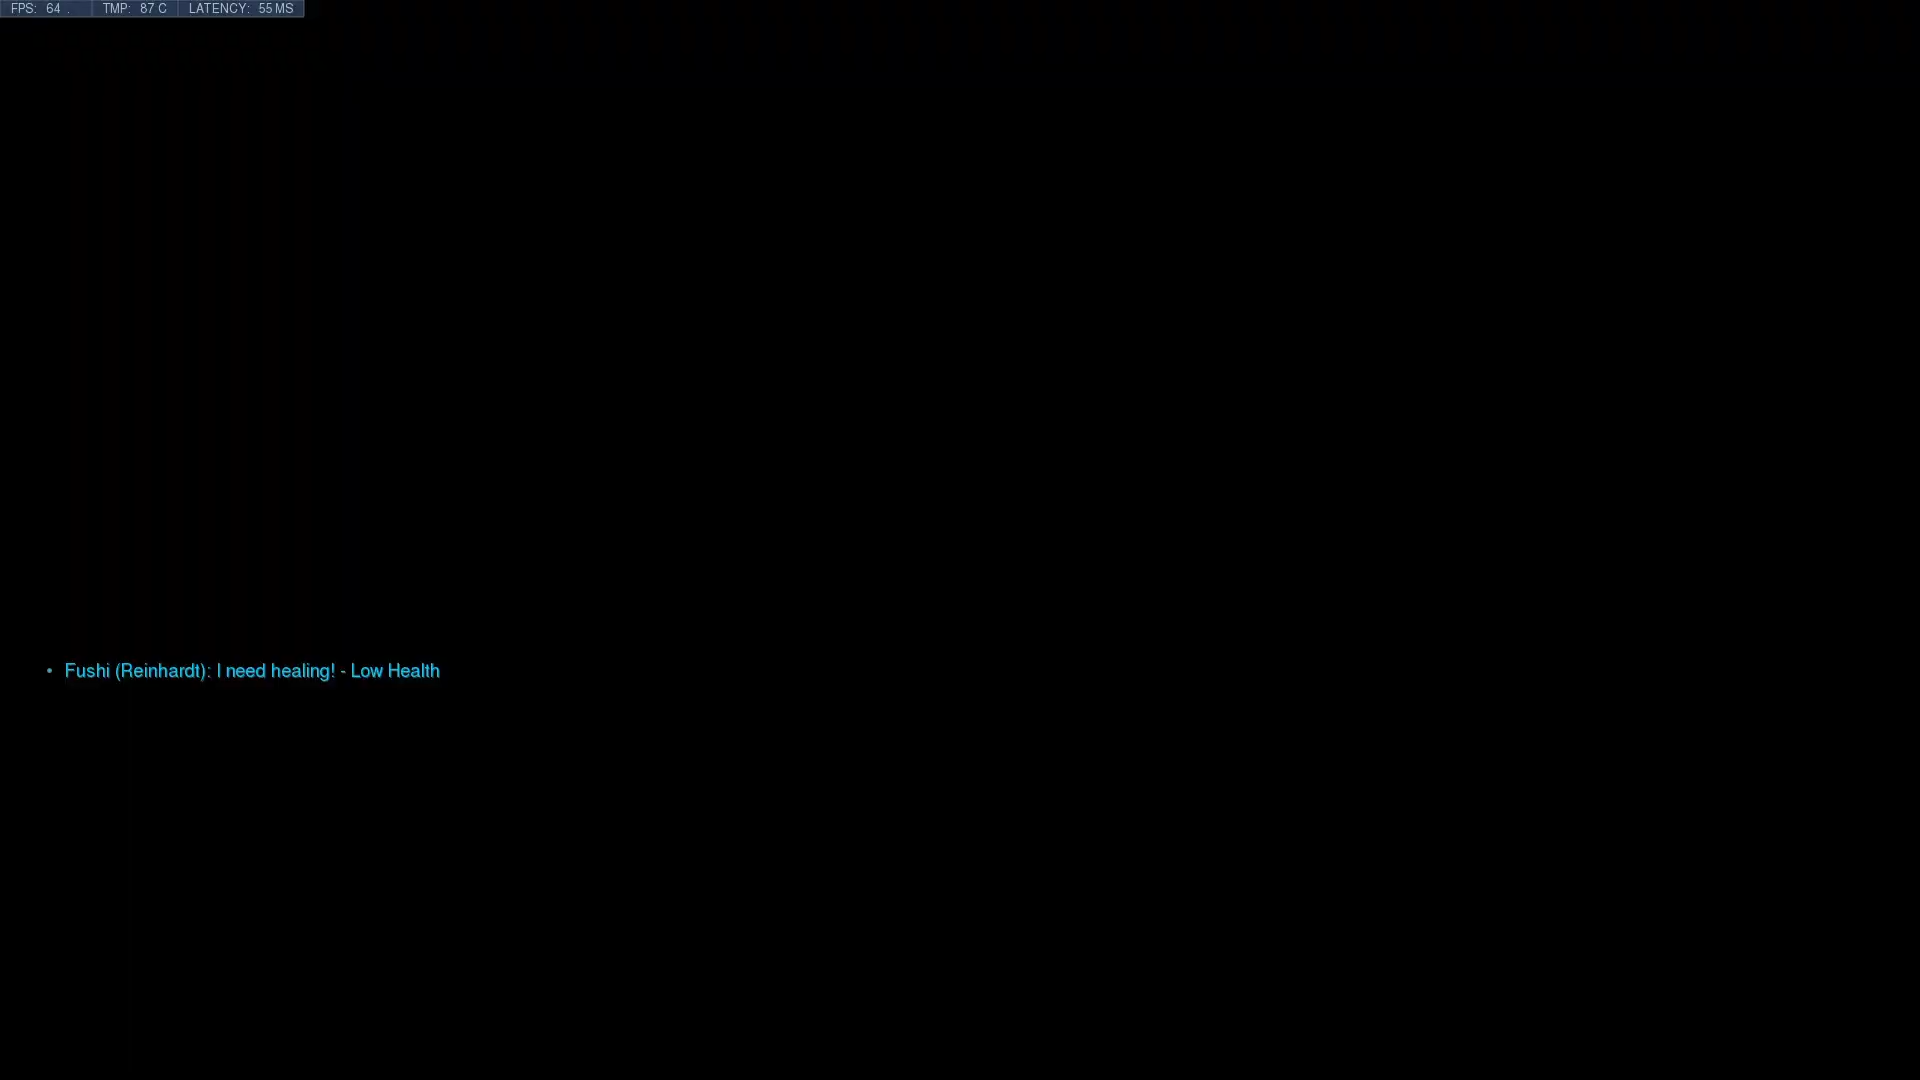 FPS: 64 . TMP: 87 C LATENCY: 55 MS
• Fushi (Reinhardt): I need healing! - Low Health